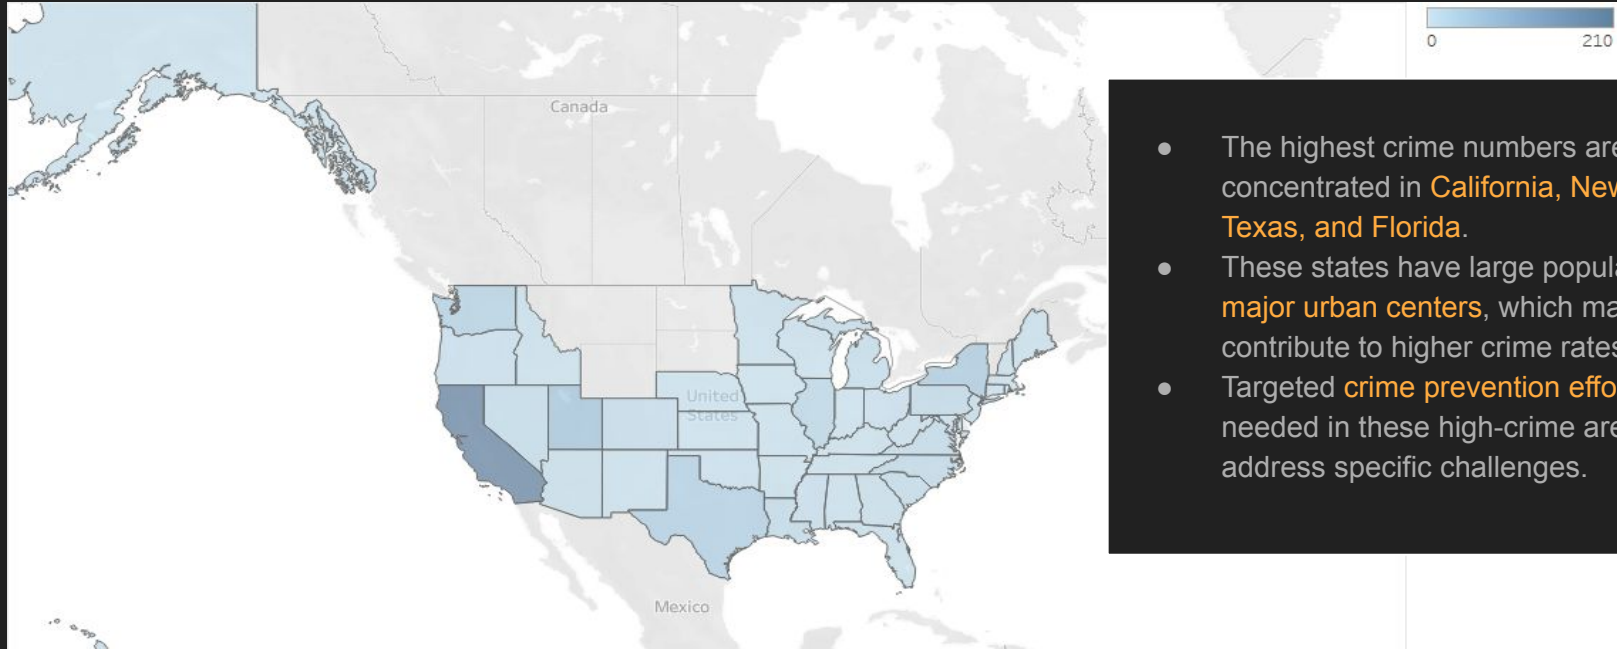 0 210
Canada
● The highest crime numbers are
concentrated in California, New
Texas, and Florida.
● These states have large popula
major urban centers, which ma
contribute to higher crime rates
● Targeted crime prevention effo
needed in these high-crime are
address specific challenges.
United
States
Mexico